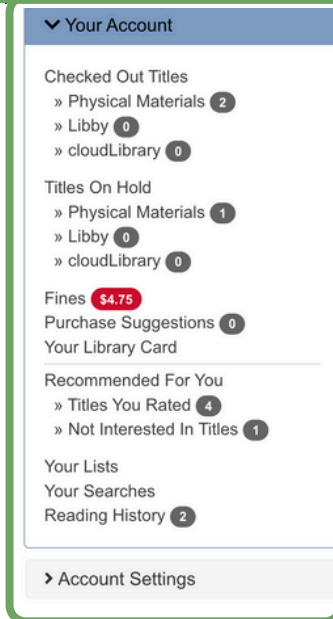 Your Account
Checked Out Titles
» Physical Materials 2
» Libby 0
» cloudLibrary 0
Titles On Hold
» Physical Materials 1
» Libby 0
» cloudLibrary 0
Fines $4.75
Purchase Suggestions 0
Your Library Card
Recommended For You
» Titles You Rated 4
» Not Interested In Titles 1
Your Lists
Your Searches
Reading History 2
Account Settings